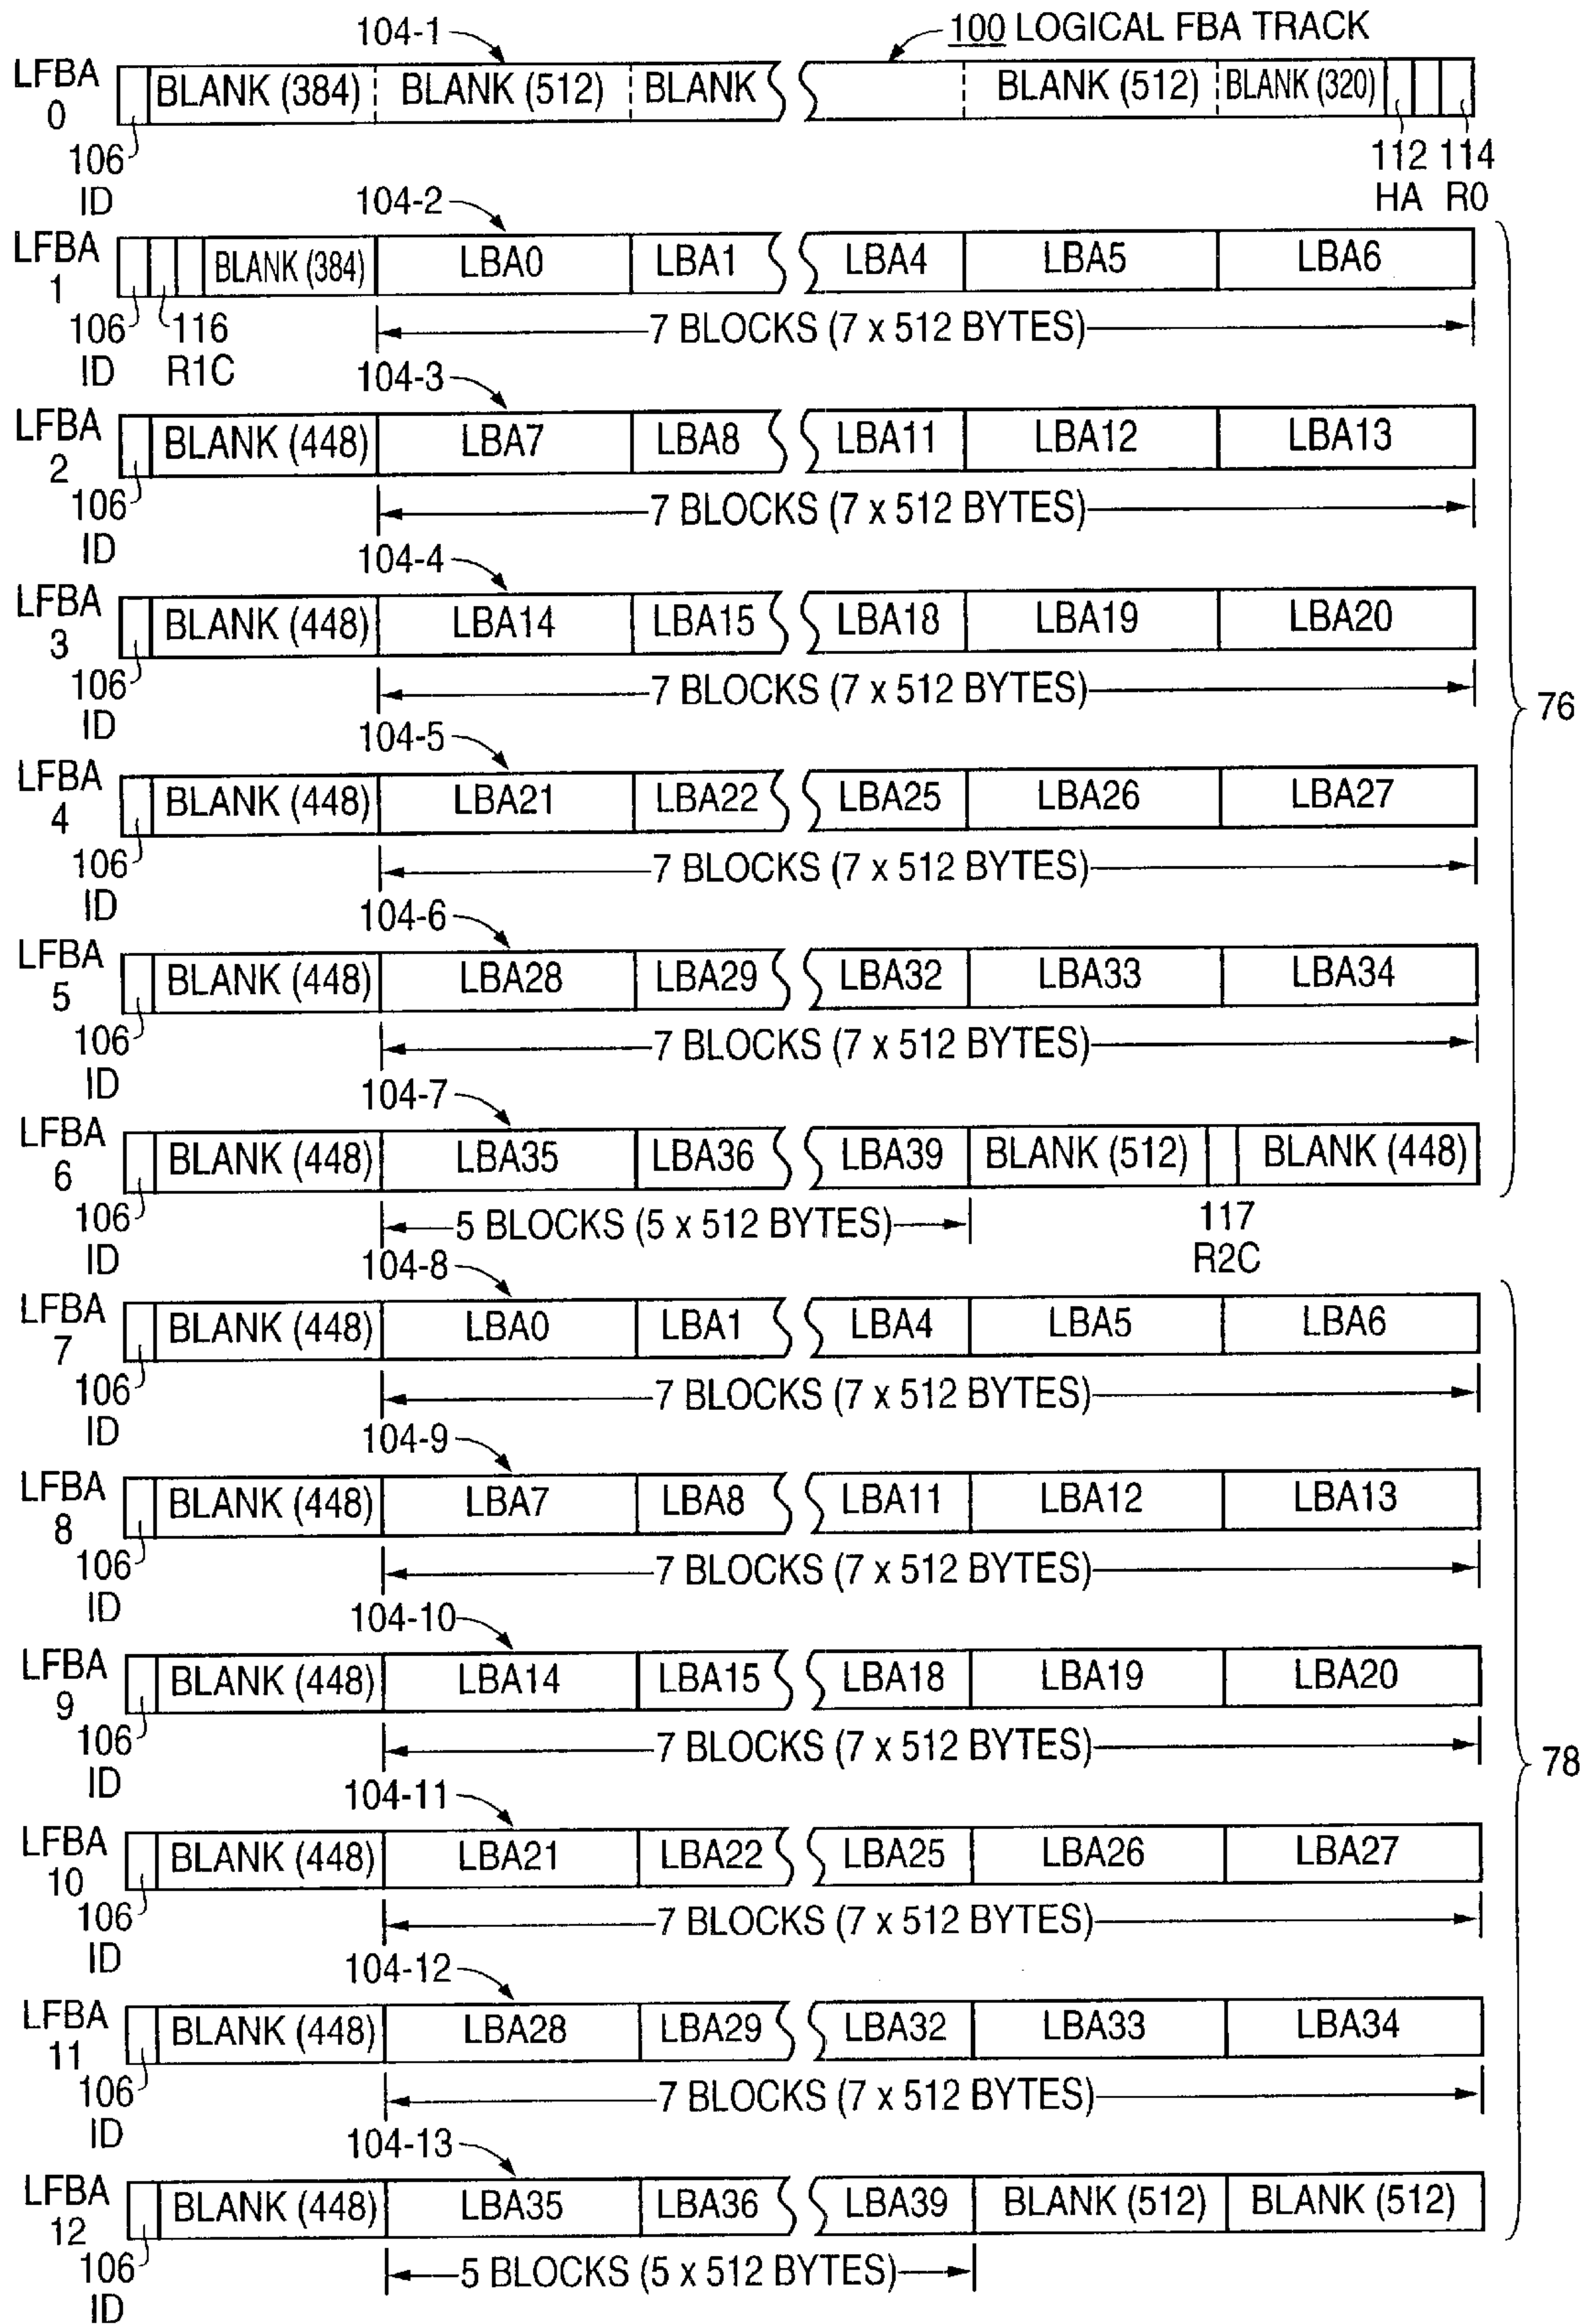 104-1 100 LOGICAL FBA TRACK
LFBA 0 BLANK (384) BLANK (512) BLANK BLANK (512) BLANK (320)
106 ID 112 HA 114 R0
104-2
LFBA 1 BLANK (384) LBA0 LBA1 LBA4 LBA5 LBA6
106 ID 116 R1C 7 BLOCKS (7 x 512 BYTES)
104-3
LFBA 2 BLANK (448) LBA7 LBA8 LBA11 LBA12 LBA13
106 ID 7 BLOCKS (7 x 512 BYTES)
104-4
LFBA 3 BLANK (448) LBA14 LBA15 LBA18 LBA19 LBA20
106 ID 7 BLOCKS (7 x 512 BYTES)
76
104-5
LFBA 4 BLANK (448) LBA21 LBA22 LBA25 LBA26 LBA27
106 ID 7 BLOCKS (7 x 512 BYTES)
104-6
LFBA 5 BLANK (448) LBA28 LBA29 LBA32 LBA33 LBA34
106 ID 7 BLOCKS (7 x 512 BYTES)
104-7
LFBA 6 BLANK (448) LBA35 LBA36 LBA39 BLANK (512) BLANK (448)
106 ID 5 BLOCKS (5 x 512 BYTES) 117 R2C
104-8
LFBA 7 BLANK (448) LBA0 LBA1 LBA4 LBA5 LBA6
106 ID 7 BLOCKS (7 x 512 BYTES)
104-9
LFBA 8 BLANK (448) LBA7 LBA8 LBA11 LBA12 LBA13
106 ID 7 BLOCKS (7 x 512 BYTES)
104-10
LFBA 9 BLANK (448) LBA14 LBA15 LBA18 LBA19 LBA20
106 ID 7 BLOCKS (7 x 512 BYTES)
78
104-11
LFBA 10 BLANK (448) LBA21 LBA22 LBA25 LBA26 LBA27
106 ID 7 BLOCKS (7 x 512 BYTES)
104-12
LFBA 11 BLANK (448) LBA28 LBA29 LBA32 LBA33 LBA34
106 ID 7 BLOCKS (7 x 512 BYTES)
104-13
LFBA 12 BLANK (448) LBA35 LBA36 LBA39 BLANK (512) BLANK (512)
106 ID 5 BLOCKS (5 x 512 BYTES)